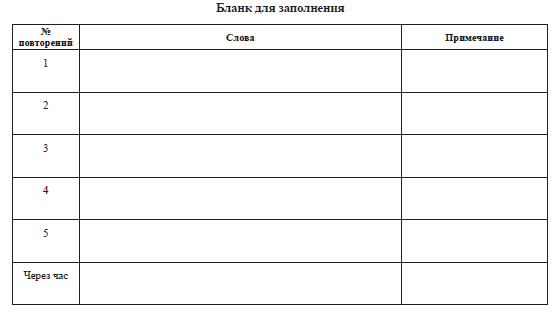 Бланк для заполнения
№
повторений
Слова
Примечание
1
2
3
4
5
Через час